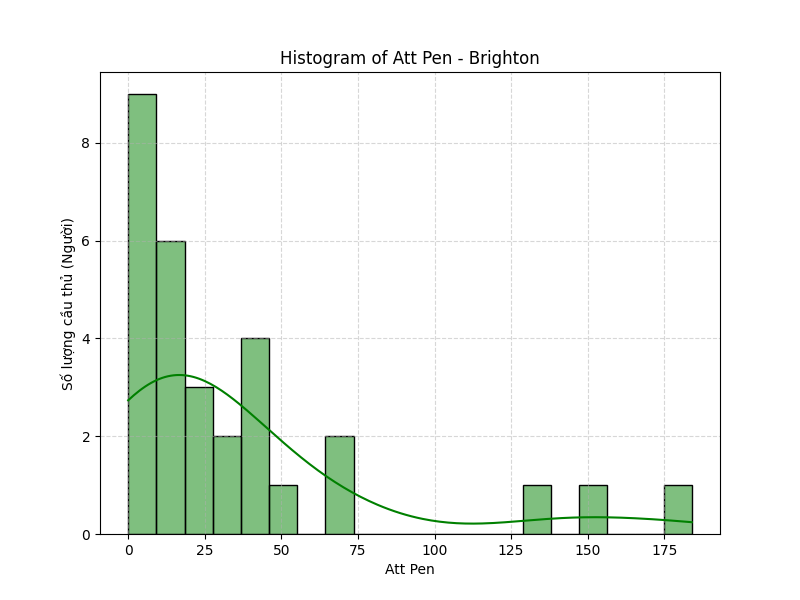 Histogram of Att Pen - Brighton
8
6
4
2
0
Số lượng cầu thủ (Người)
0 25 50 75 100 125 150 175
Att Pen